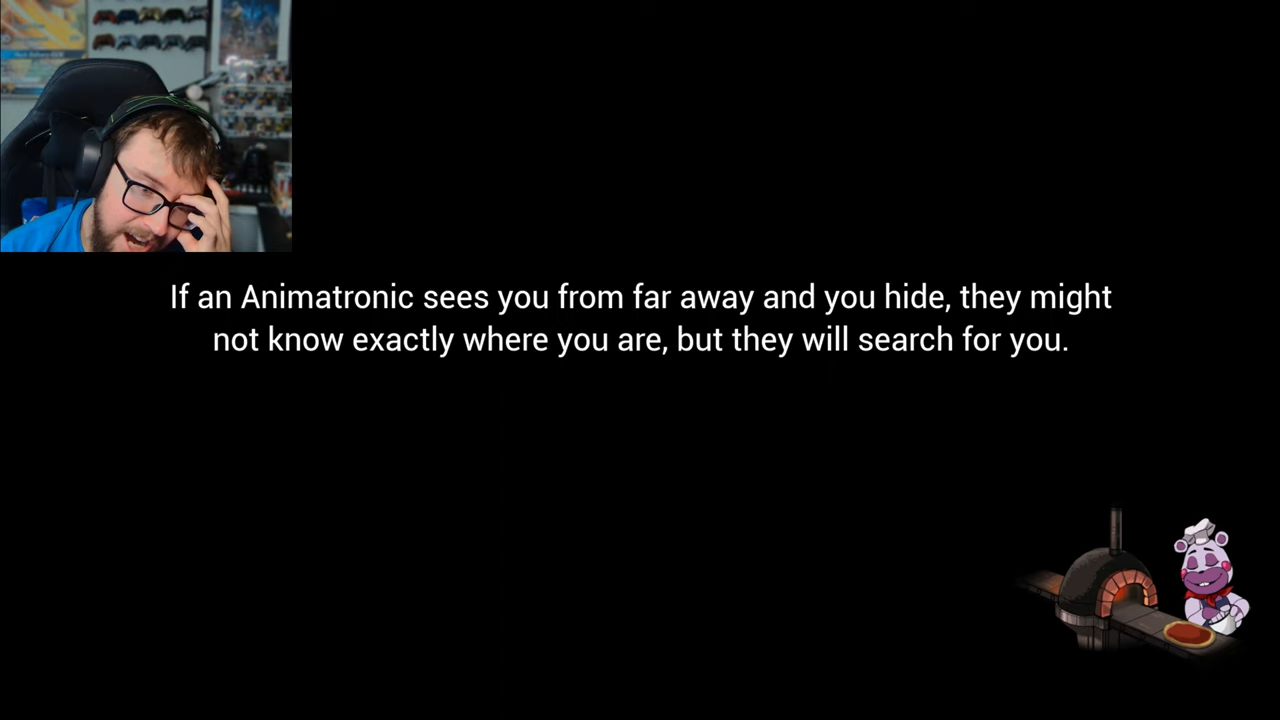 If an Animatronic sees you from far away and you hide, they might
not know exactly where you are, but they will search for you.